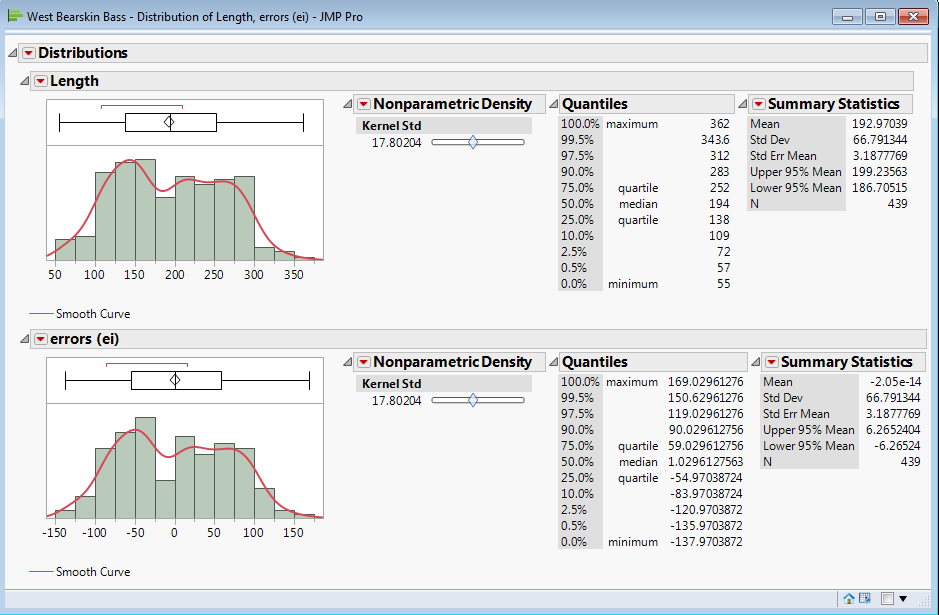 West Bearskin Bass - Distribution of Length, errors (ei) - JMP Pro
Distributions
Length
Nonparametric Density
Kernel Std
17.80204
Quantiles
100.0% maximum 362
99.5% 343.6
97.5% 312
90.0% 283
75.0% quartile 252
50.0% median 194
25.0% quartile 138
10.0% 109
2.5% 72
0.5% 57
0.0% minimum 55
Summary Statistics
Mean 192.97039
Std Dev 66.791344
Std Err Mean 3.1877769
Upper 95% Mean 199.23563
Lower 95% Mean 186.70515
N 439
50 100 150 200 250 300 350
Smooth Curve
errors (ei)
Nonparametric Density
Kernel Std
17.80204
Quantiles
100.0% maximum 169.02961276
99.5% 150.62961276
97.5% 119.02961276
90.0% 90.029612756
75.0% quartile 59.029612756
50.0% median 1.0296127563
25.0% quartile -54.97038724
10.0% -83.97038724
2.5% -120.9703872
0.5% -135.9703872
0.0% minimum -137.9703872
Summary Statistics
Mean -2.05e-14
Std Dev 66.791344
Std Err Mean 3.1877769
Upper 95% Mean 6.2652404
Lower 95% Mean -6.26524
N 439
-150 -100 -50 0 50 100 150
Smooth Curve